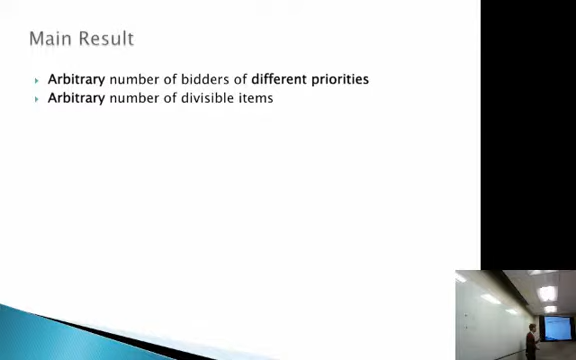 Main Result
Arbitrary number of bidders of different priorities
Arbitrary number of divisible items